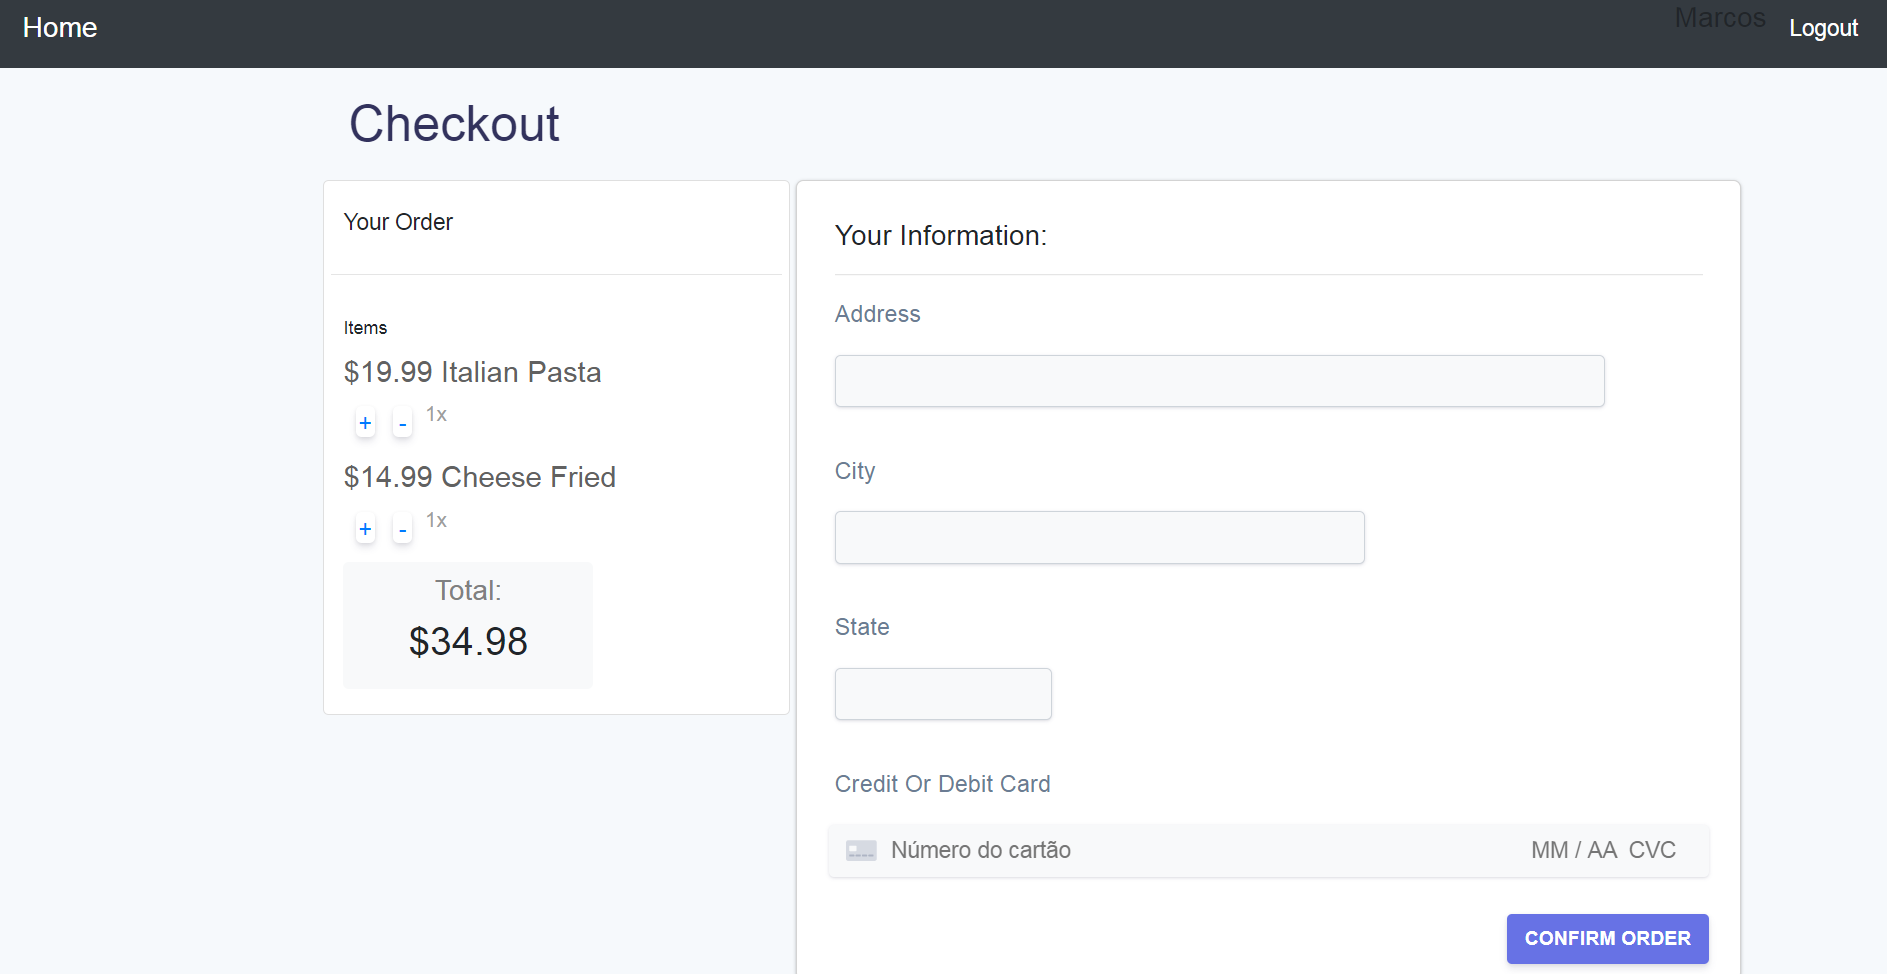 Home
Marcos
Logout
Checkout
Your Order
Items
$19.99 Italian Pasta
+ - 1x
$14.99 Cheese Fried
+ - 1x
Total:
$34.98
Your Information:
Address
City
State
Credit Or Debit Card
Número do cartão MM / AA CVC
CONFIRM ORDER